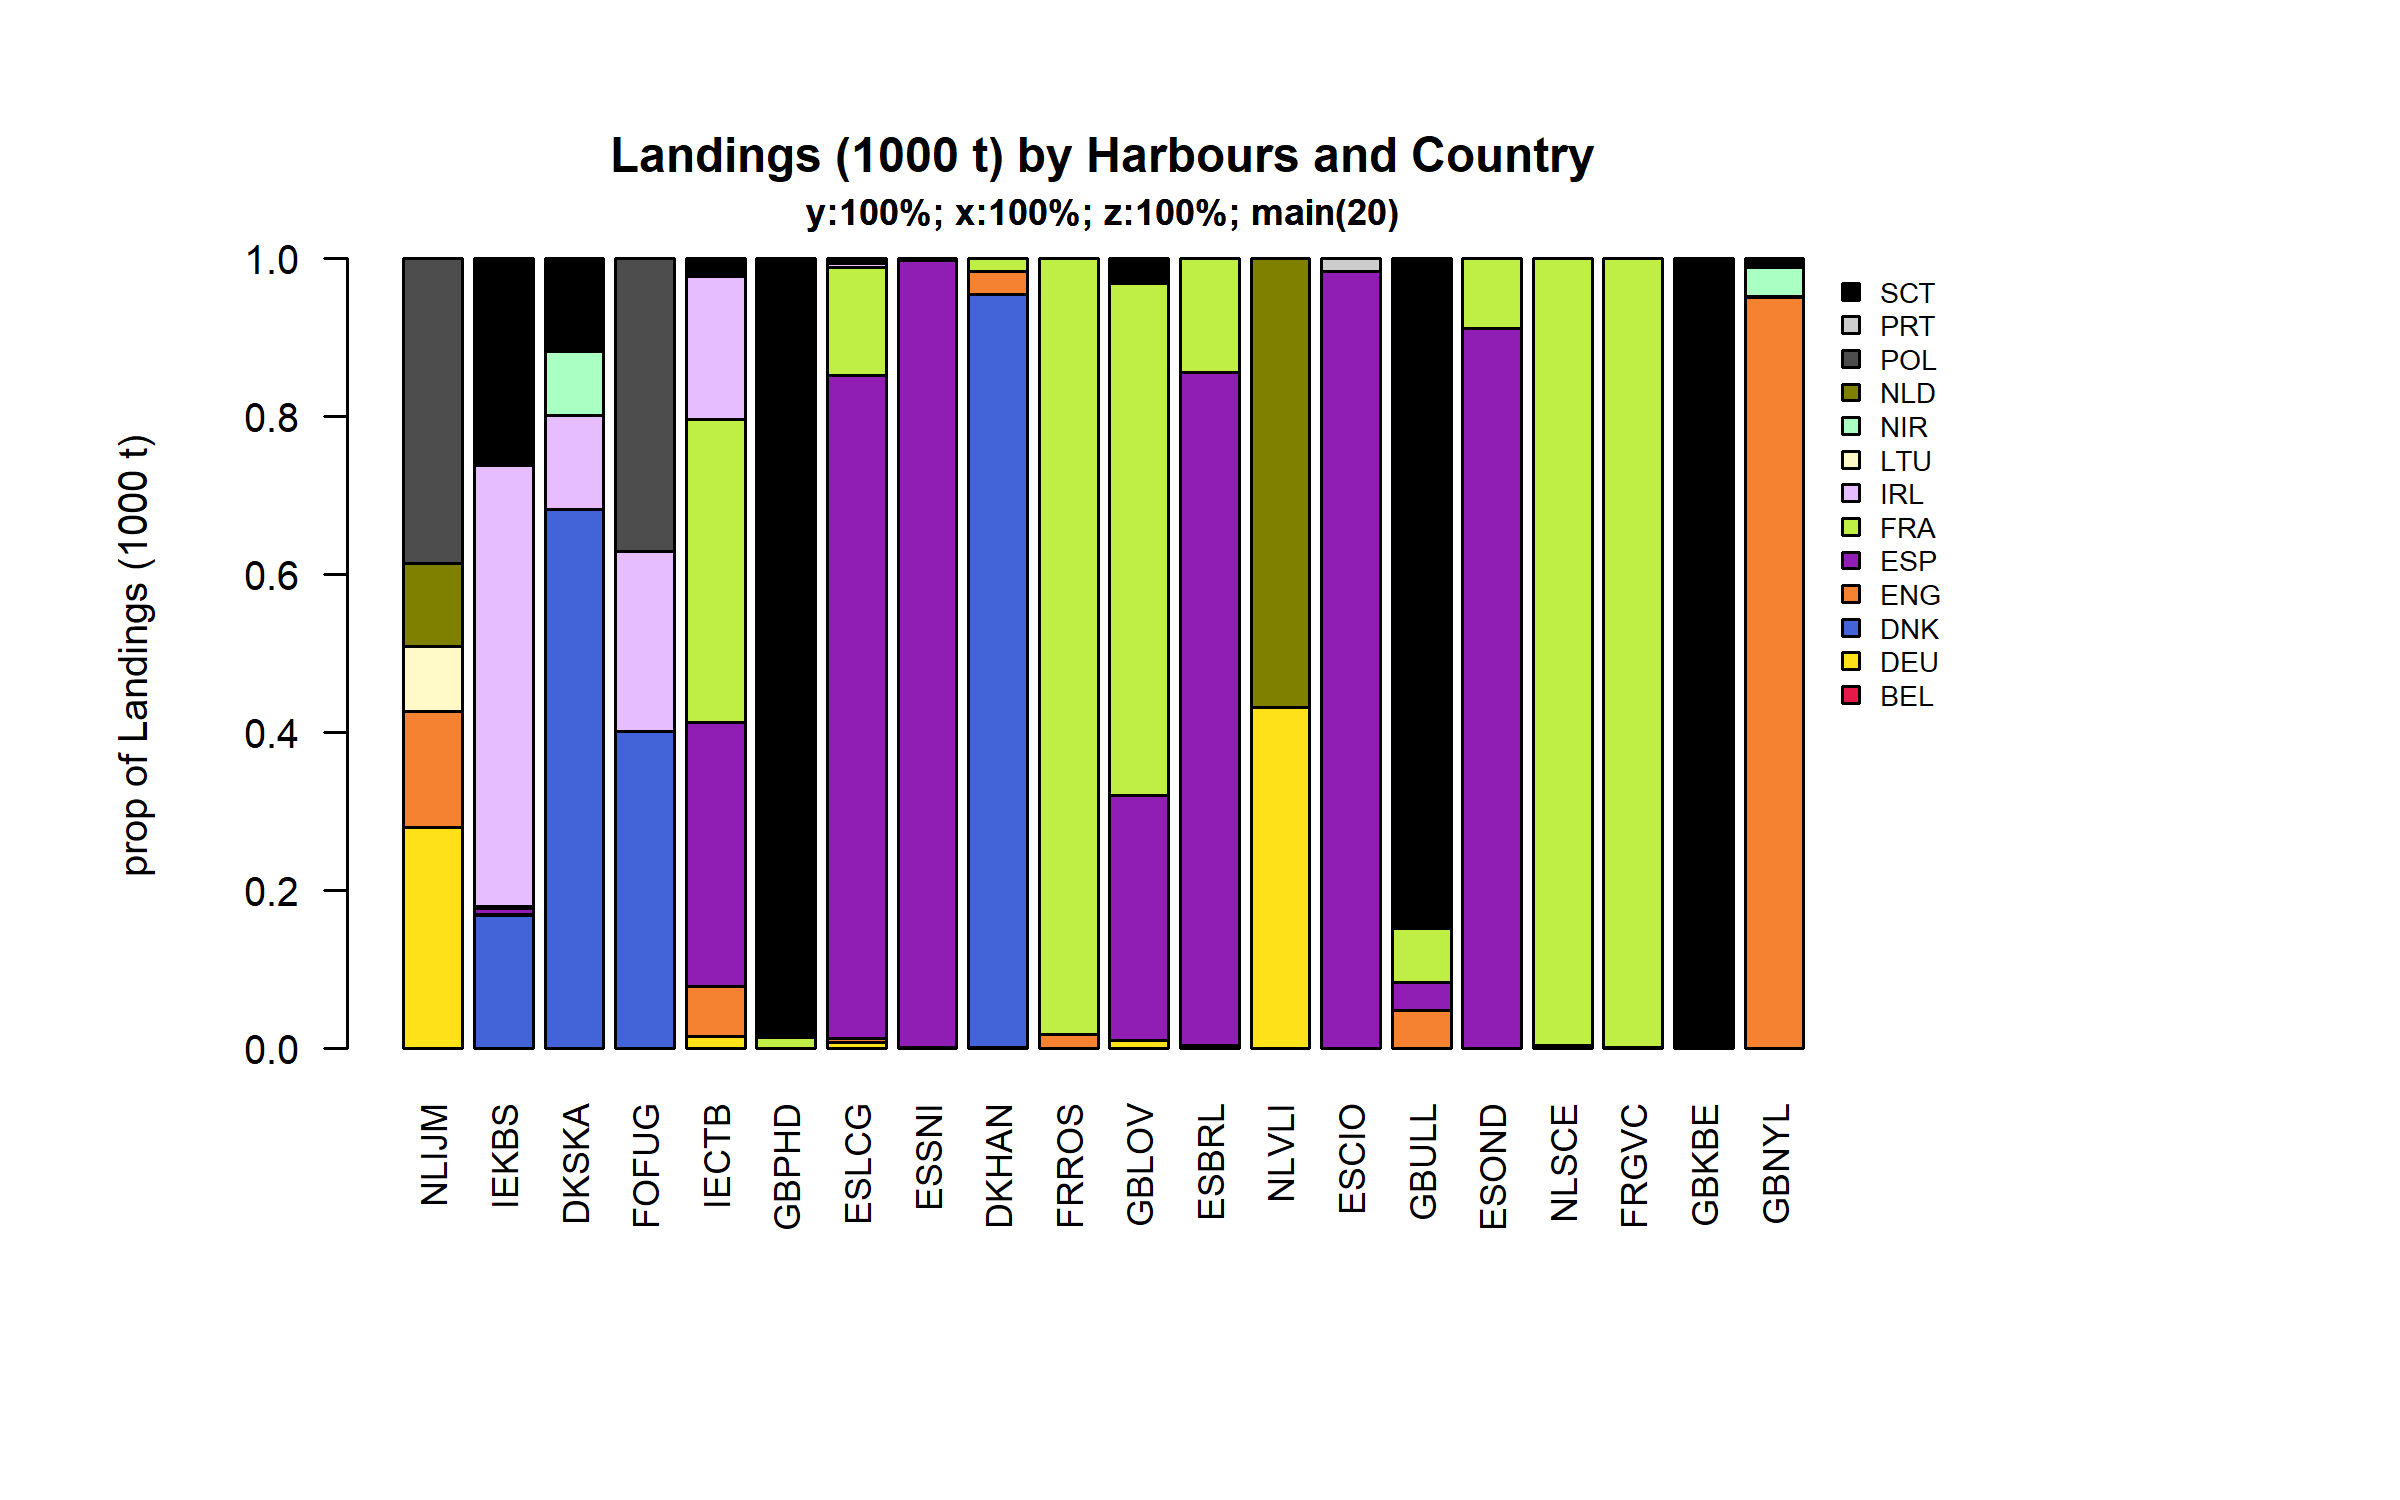 Landings (1000 t) by Harbours and Country
y:100%; x:100%; z:100%; main(20)
prop of Landings (1000 t)
1.0
0.8
0.6
0.4
0.2
0.0
NLIJM
IEKBS
DKSKA
FOFUG
IECTB
GBPHD
ESLCG
ESSNI
DKHAN
FRROS
GBLOV
ESBRL
NLVLI
ESCIO
GBULL
ESOND
NLSCE
FRGVC
GBKBE
GBNYL
SCT
PRT
POL
NLD
NIR
LTU
IRL
FRA
ESP
ENG
DNK
DEU
BEL